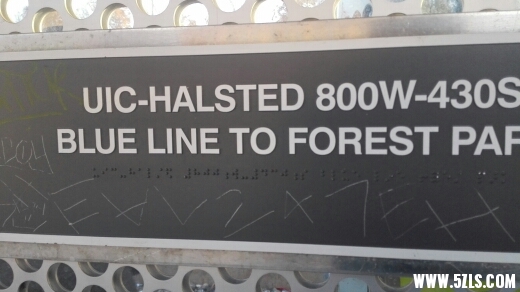 UIC-HALSTED 800W-430S
BLUE LINE TO FOREST PAR
WWW.5ZLS.COM